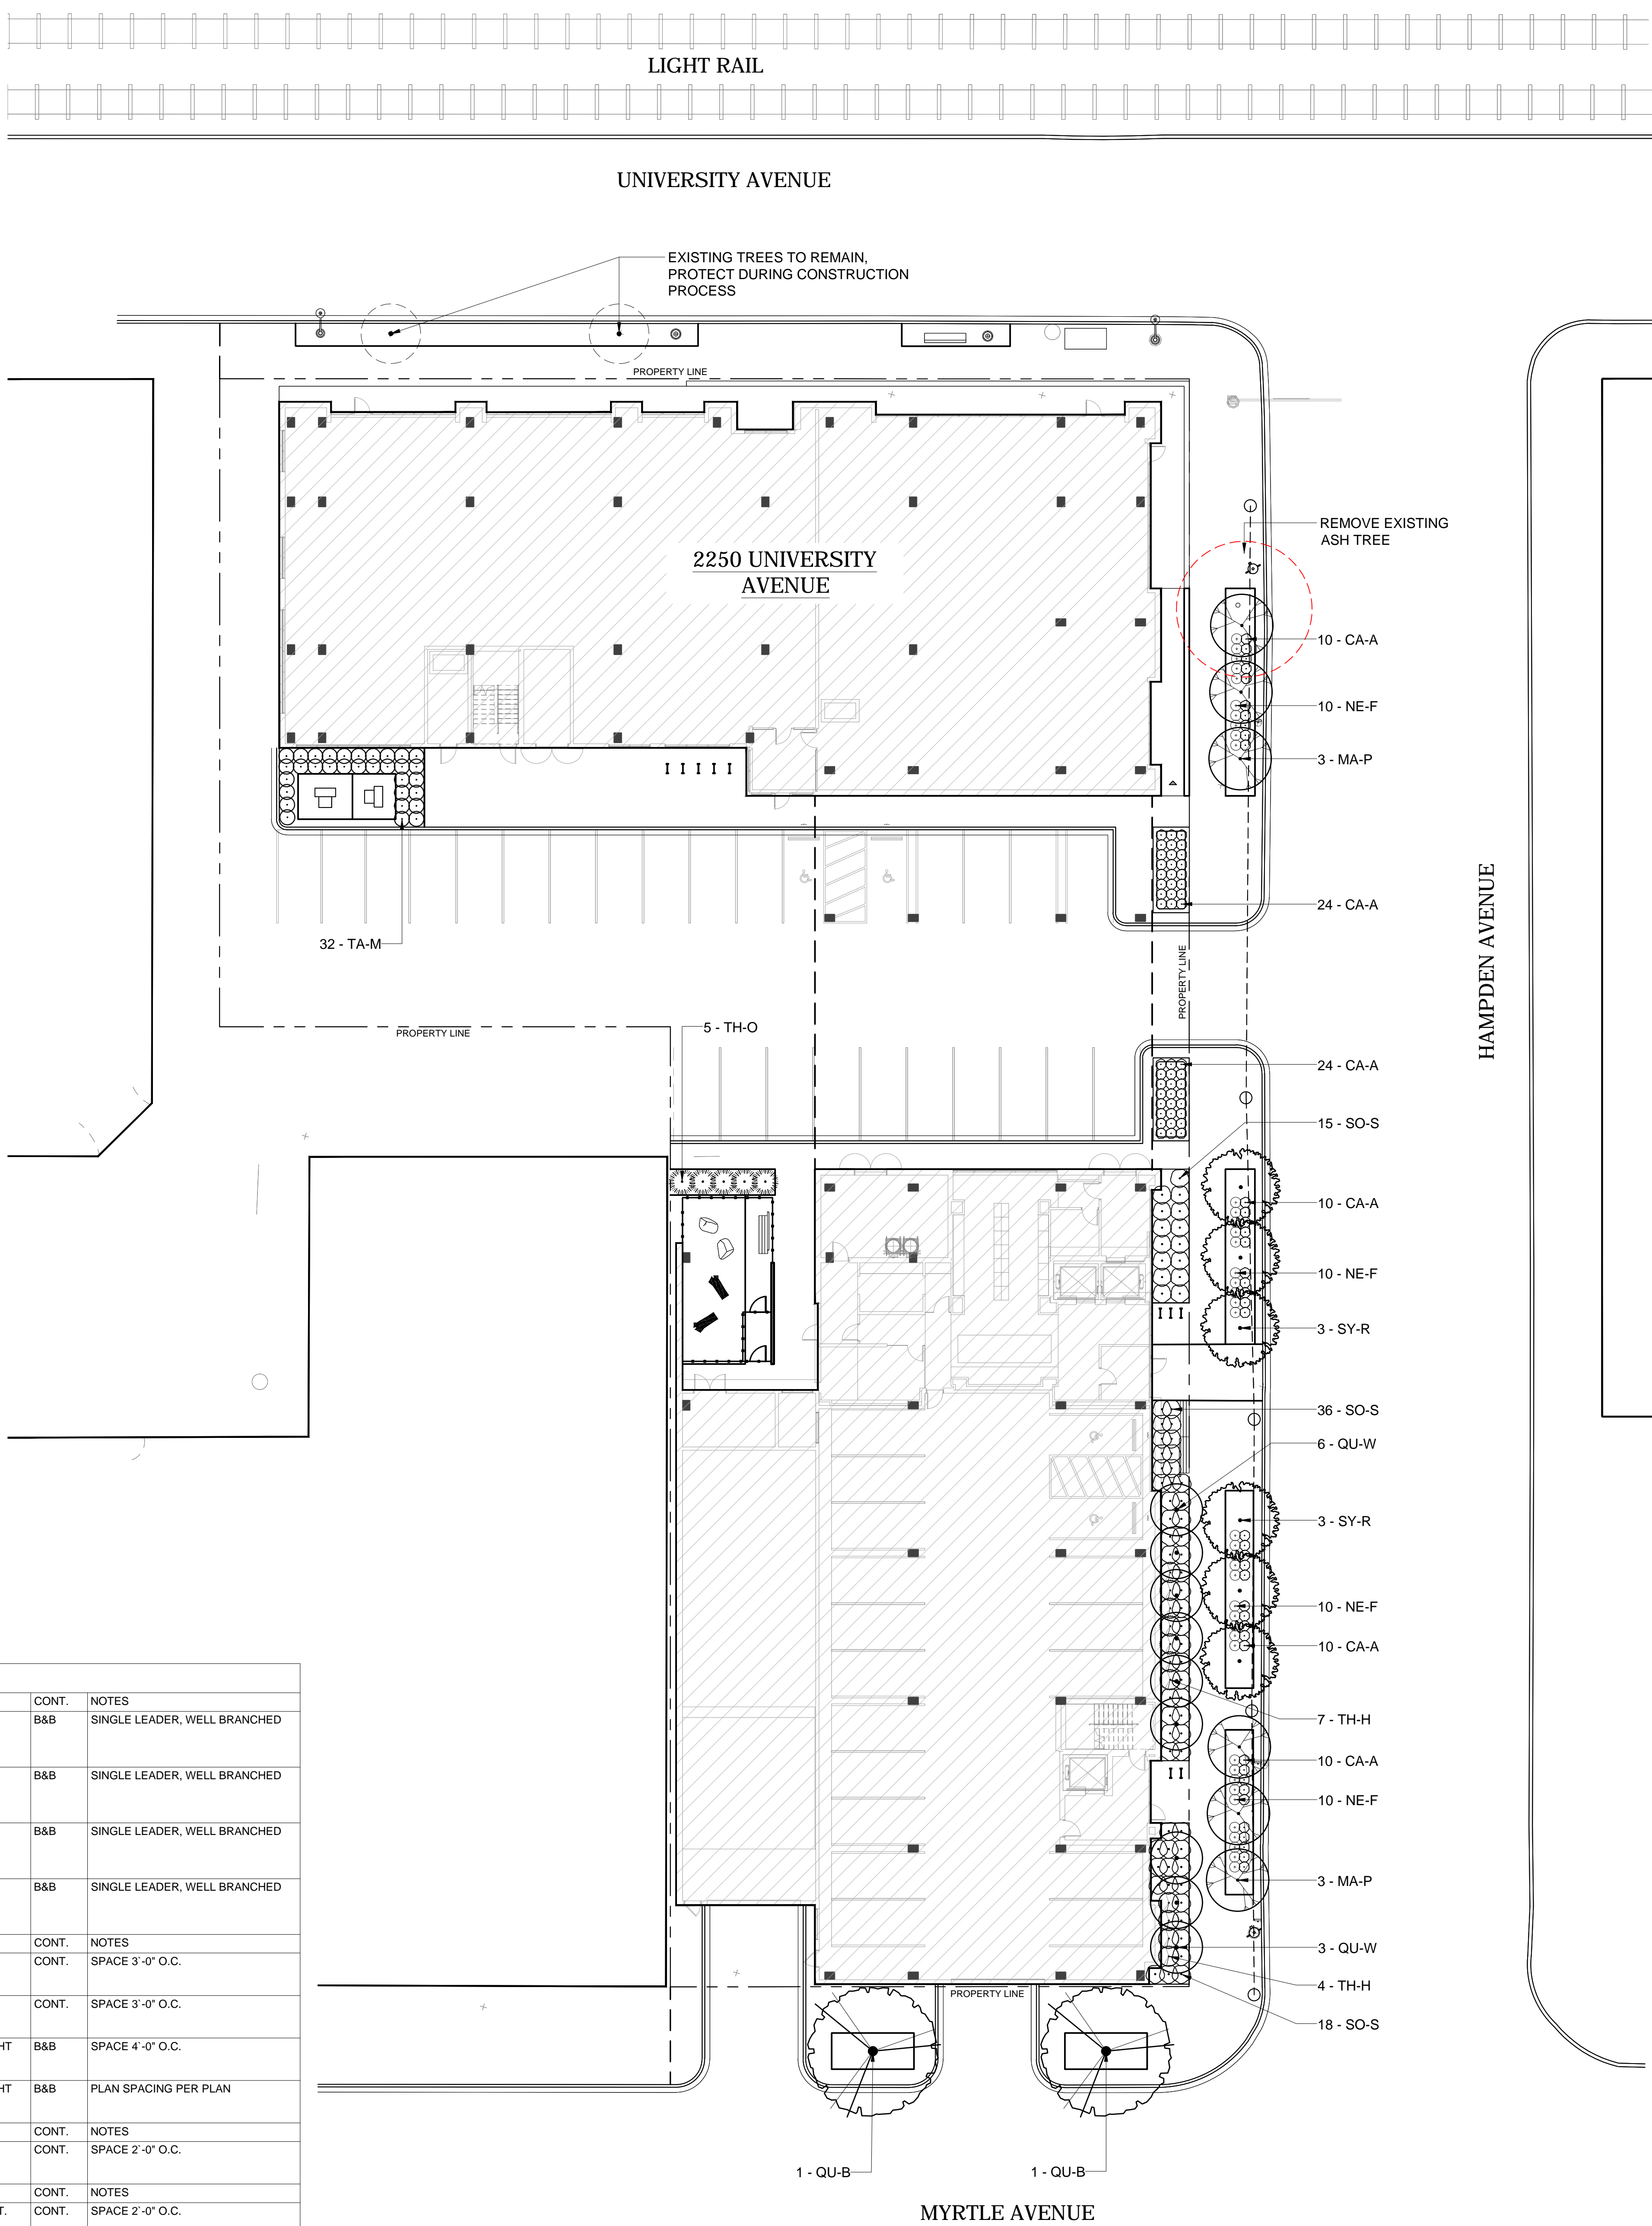 LIGHT RAIL
UNIVERSITY AVENUE
EXISTING TREES TO REMAIN,
PROTECT DURING CONSTRUCTION
PROCESS
PROPERTY LINE
REMOVE EXISTING
ASH TREE
2250 UNIVERSITY
AVENUE
10 - CA-A
10 - NE-F
3 - MA-P
HAMPDEN AVENUE
24 - CA-A
32 - TA-M
PROPERTY LINE
PROPERTY LINE
5 - TH-O
24 - CA-A
15 - SO-S
10 - CA-A
10 - NE-F
3 - SY-R
36 - SO-S
6 - QU-W
3 - SY-R
10 - NE-F
10 - CA-A
7 - TH-H
10 - CA-A
10 - NE-F
3 - MA-P
3 - QU-W
4 - TH-H
PROPERTY LINE
18 - SO-S
1 - QU-B
1 - QU-B
MYRTLE AVENUE
CONT. NOTES
B&B SINGLE LEADER, WELL BRANCHED
B&B SINGLE LEADER, WELL BRANCHED
B&B SINGLE LEADER, WELL BRANCHED
B&B SINGLE LEADER, WELL BRANCHED
CONT. NOTES
CONT. SPACE 3`-0" O.C.
CONT. SPACE 3`-0" O.C.
HT B&B SPACE 4`-0" O.C.
HT B&B PLAN SPACING PER PLAN
CONT. NOTES
CONT. SPACE 2`-0" O.C.
CONT. NOTES
T. CONT. SPACE 2`-0" O.C.